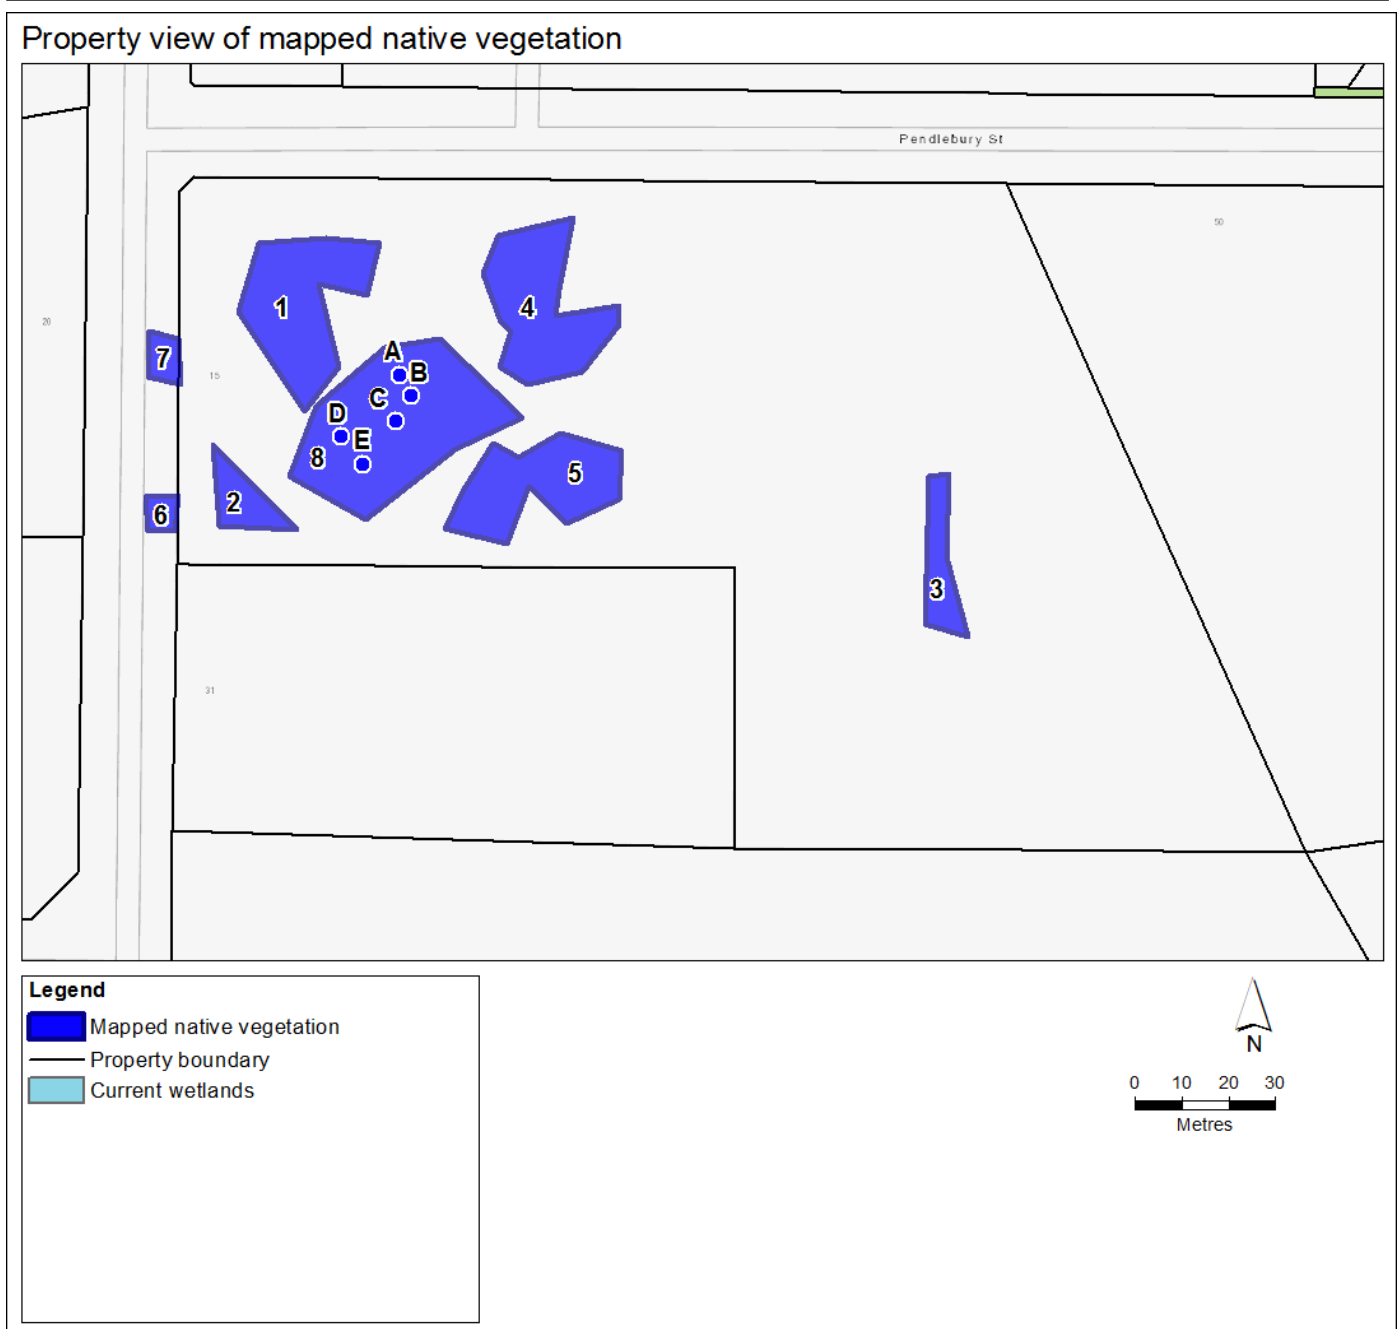 Property view of mapped native vegetation
Pendlebury St
50
20
15
31
1
4
7
A
B
C
D
E
8
2
5
6
3
Legend
Mapped native vegetation
Property boundary
Current wetlands
N
0 10 20 30
Metres